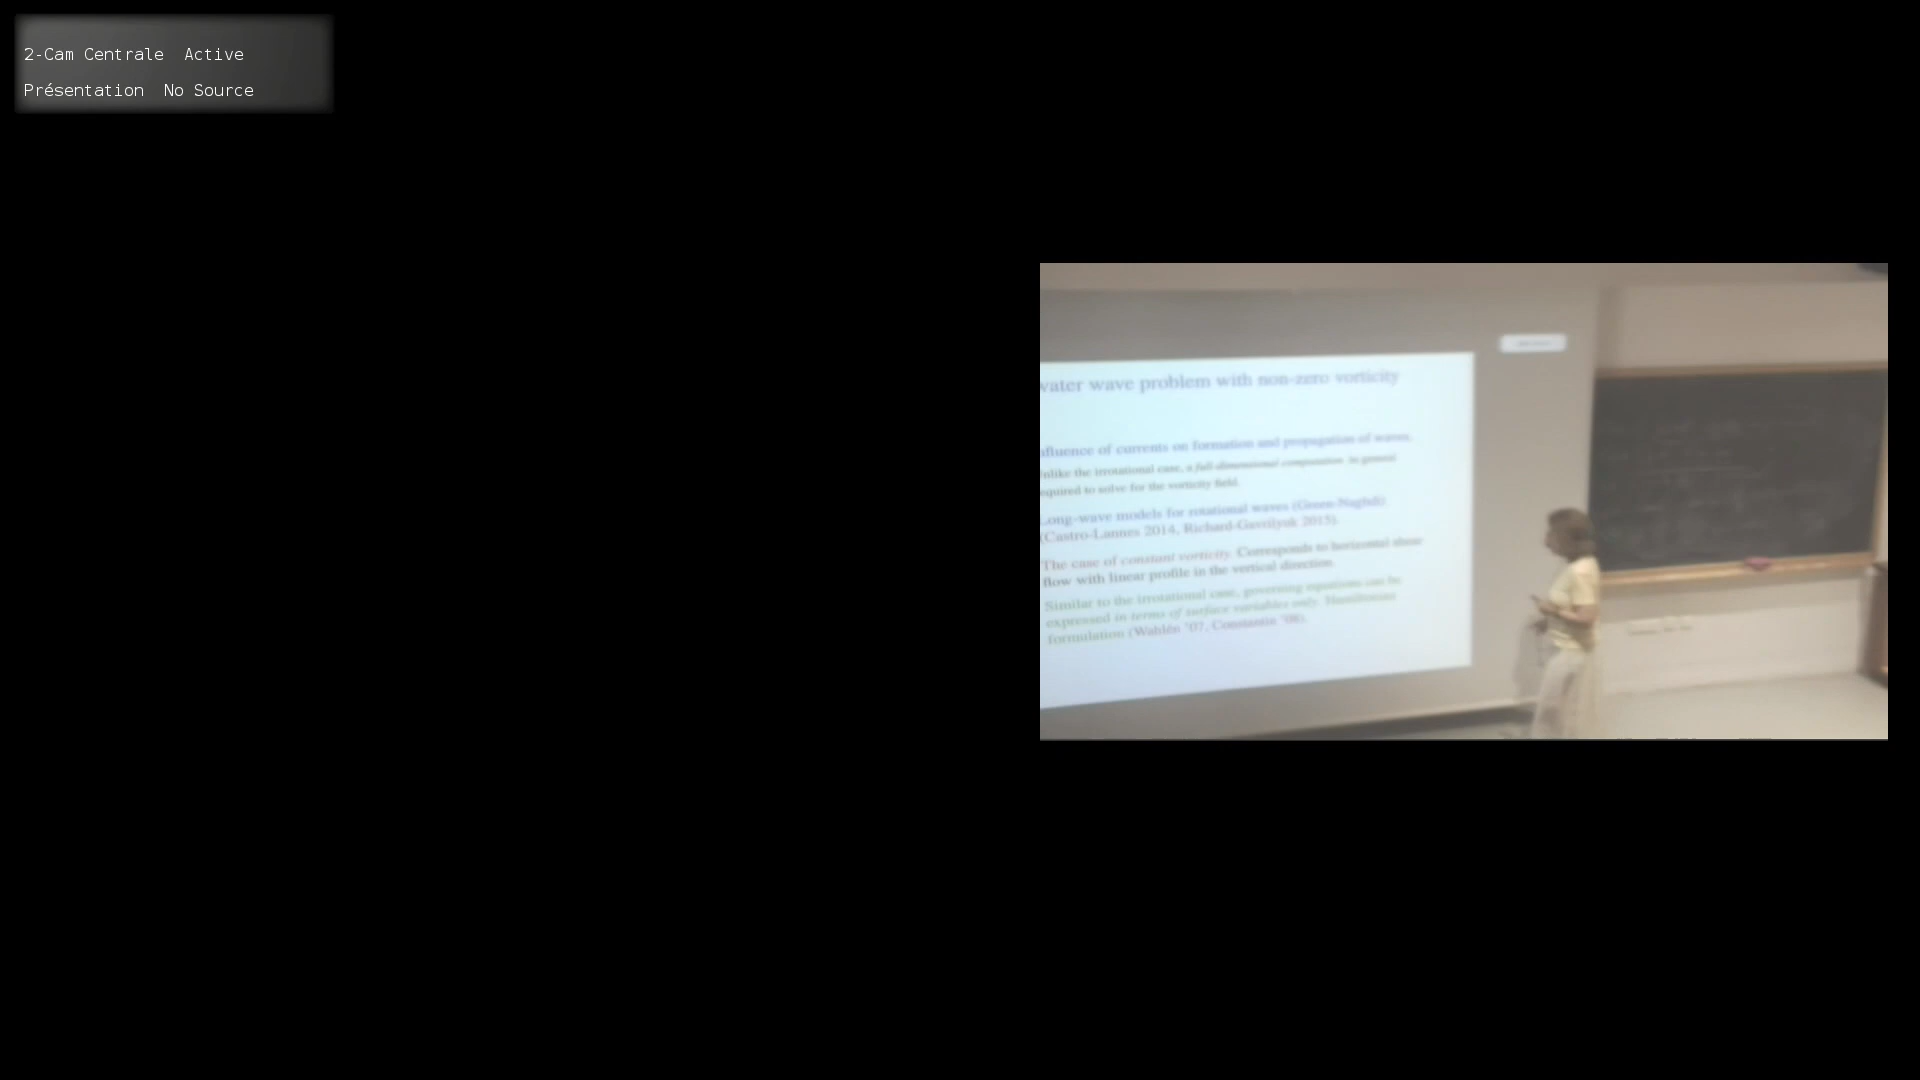 2-Cam Centrale Active
Présentation No Source
water wave problem with non-zero vorticity
nfluence of currents on formation and propagation of waves.
nlike the irrotational case, a full-dimensional computation is general
equired to solve for the vorticity field.
Long-wave models for rotational waves (Green-Naghdi)
(Castro-Lannes 2014, Richard-Gavrilyuk 2015).
The case of constant vorticity. Corresponds to horizontal shear
flow with linear profile in the vertical direction.
Similar to the irrotational case, governing equations can be
expressed in terms of surface variables only. Hamiltonian
formulation (Wahlén '07, Constantin '08).